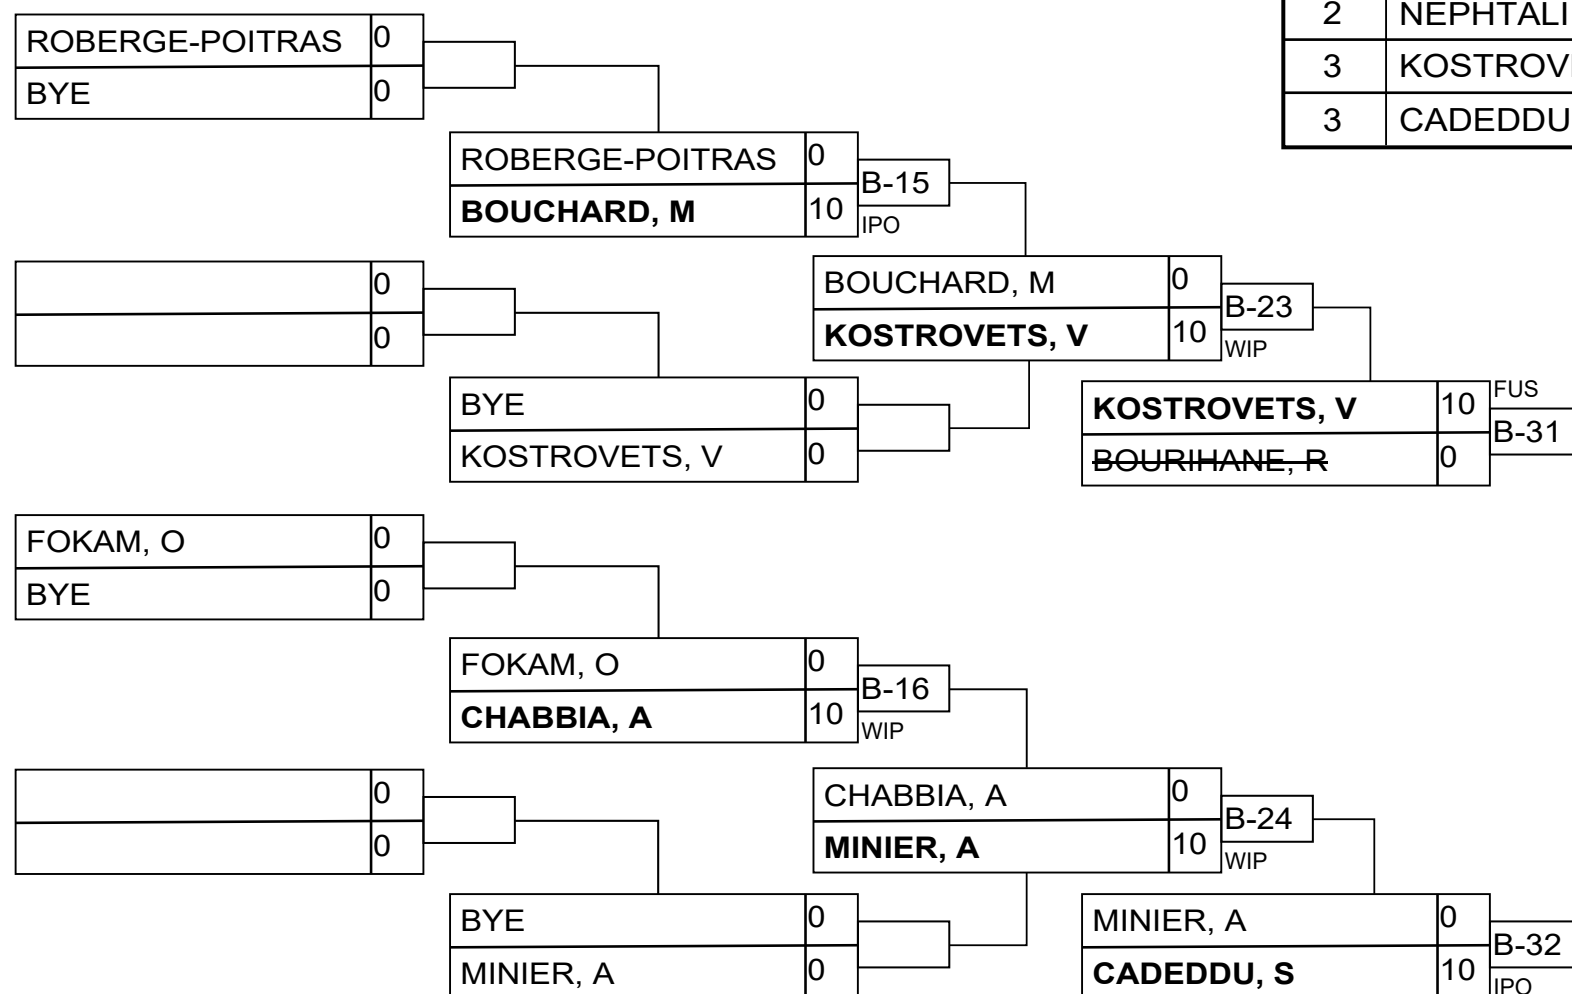 2 NEPHTALI
ROBERGE-POITRAS 0
BYE 0
3
3 CADEDDU
ROBERGE-POITRAS 0
BOUCHARD, M 10
B-15
IPO
0
0
BOUCHARD, M 0
KOSTROVETS, V 10
B-23
WIP
BYE 0
KOSTROVETS, V 0
KOSTROVETS, V 10
BOURIHANE, R 0
FUS
B-31
FOKAM, O 0
BYE 0
FOKAM, O 0
CHABBIA, A 10
B-16
WIP
0
0
CHABBIA, A 0
MINIER, A 10
B-24
WIP
BYE 0
MINIER, A 0
MINIER, A 0
CADEDDU, S 10
B-32
IPO